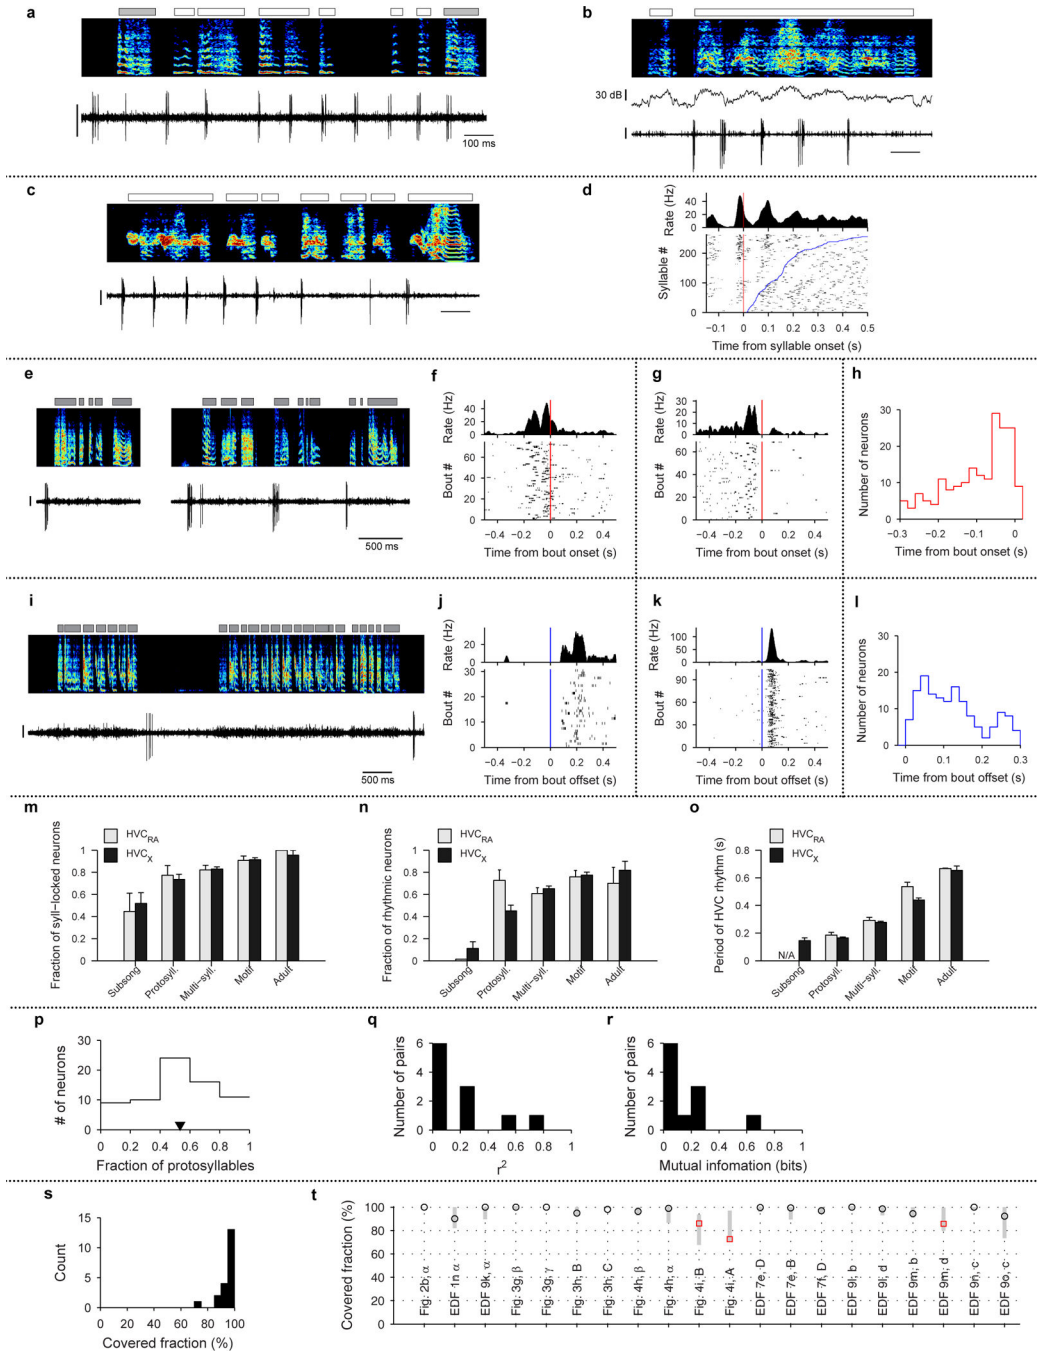 a
100 ms
b
30 dB
c
d
Rate (Hz)
40
20
0
Syllable #
200
100
0
−0.1 0 0.1 0.2 0.3 0.4 0.5
Time from syllable onset (s)
e
500 ms
f
Rate (Hz)
40
20
0
Bout #
60
40
20
0
−0.4 −0.2 0 0.2 0.4
Time from bout onset (s)
g
Rate (Hz)
30
20
10
0
Bout #
60
40
20
0
−0.4 −0.2 0 0.2 0.4
Time from bout onset (s)
h
Number of neurons
30
20
10
0
−0.3 −0.2 −0.1 0
Time from bout onset (s)
i
500 ms
j
Rate (Hz)
20
10
0
Bout #
30
20
10
0
−0.4 −0.2 0 0.2 0.4
Time from bout offset (s)
k
Rate (Hz)
100
50
0
Bout #
90
60
30
0
−0.4 −0.2 0 0.2 0.4
Time from bout offset (s)
l
Number of neurons
30
20
10
0
0 0.1 0.2 0.3
Time from bout offset (s)
m
HVCRA
HVCX
Fraction of syll−locked neurons
1
0.8
0.6
0.4
0.2
0
Subsong
Protosyll.
Multi−syll.
Motif
Adult
n
HVCRA
HVCX
Fraction of rhythmic neurons
1
0.8
0.6
0.4
0.2
0
Subsong
Protosyll.
Multi−syll.
Motif
Adult
o
HVCRA
HVCX
Period of HVC rhythm (s)
0.8
0.6
0.4
0.2
0
N/A
Subsong
Protosyll.
Multi−syll.
Motif
Adult
p
# of neurons
30
20
10
0
0 0.2 0.4 0.6 0.8 1
Fraction of protosyllables
q
Number of pairs
6
4
2
0
0 0.2 0.4 0.6 0.8 1
r2
r
Number of pairs
6
4
2
0
0 0.2 0.4 0.6 0.8 1
Mutual infomation (bits)
s
Count
15
10
5
0
0 20 40 60 80 100
Covered fraction (%)
t
Covered fraction (%)
100
80
60
40
20
0
Fig: 2b, α
EDF 1n α
EDF 9k, α
Fig: 3g, β
Fig: 3g, γ
Fig: 3h, B
Fig: 3h, C
Fig: 4h, β
Fig: 4h, α
Fig: 4i, B
Fig: 4i, A
EDF 7e, D
EDF 7e, B
EDF 7f, D
EDF 9l; b
EDF 9l; d
EDF 9m; b
EDF 9m; d
EDF 9n, c
EDF 9o, c